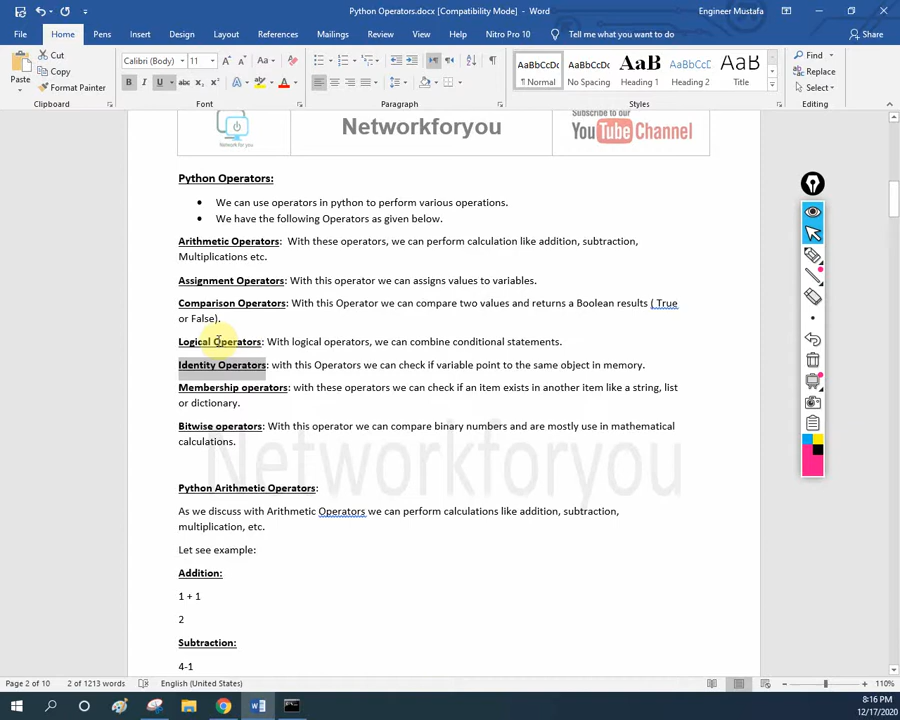 Python Operators.docx [Compatibility Mode] - Word
Engineer Mustafa
File Home Pens Insert Design Layout References Mailings Review View Help Nitro Pro 10 Tell me what you want to do Share
Paste
Cut
Copy
Format Painter
Clipboard
Calibri (Body) 11
Font
Paragraph
AaBbCcDc AaBbCcDc AaBbC AaBbCc AaB
¶ Normal No Spacing Heading 1 Heading 2 Title
Styles
Find
Replace
Select
Editing
Network for you
Networkforyou
Subscribe to our
YouTube Channel
Python Operators:
• We can use operators in python to perform various operations.
• We have the following Operators as given below.
Arithmetic Operators: With these operators, we can perform calculation like addition, subtraction,
Multiplications etc.
Assignment Operators: With this operator we can assigns values to variables.
Comparison Operators: With this Operator we can compare two values and returns a Boolean results ( True
or False).
Logical Operators: With logical operators, we can combine conditional statements.
Identity Operators: with this Operators we can check if variable point to the same object in memory.
Membership operators: with these operators we can check if an item exists in another item like a string, list
or dictionary.
Bitwise operators: With this operator we can compare binary numbers and are mostly use in mathematical
calculations.
Networkforyou
Python Arithmetic Operators:
As we discuss with Arithmetic Operators we can perform calculations like addition, subtraction,
multiplication, etc.
Let see example:
Addition:
1 + 1
2
Subtraction:
4-1
Page 2 of 10 2 of 1213 words English (United States) 110%
8:16 PM
12/17/2020